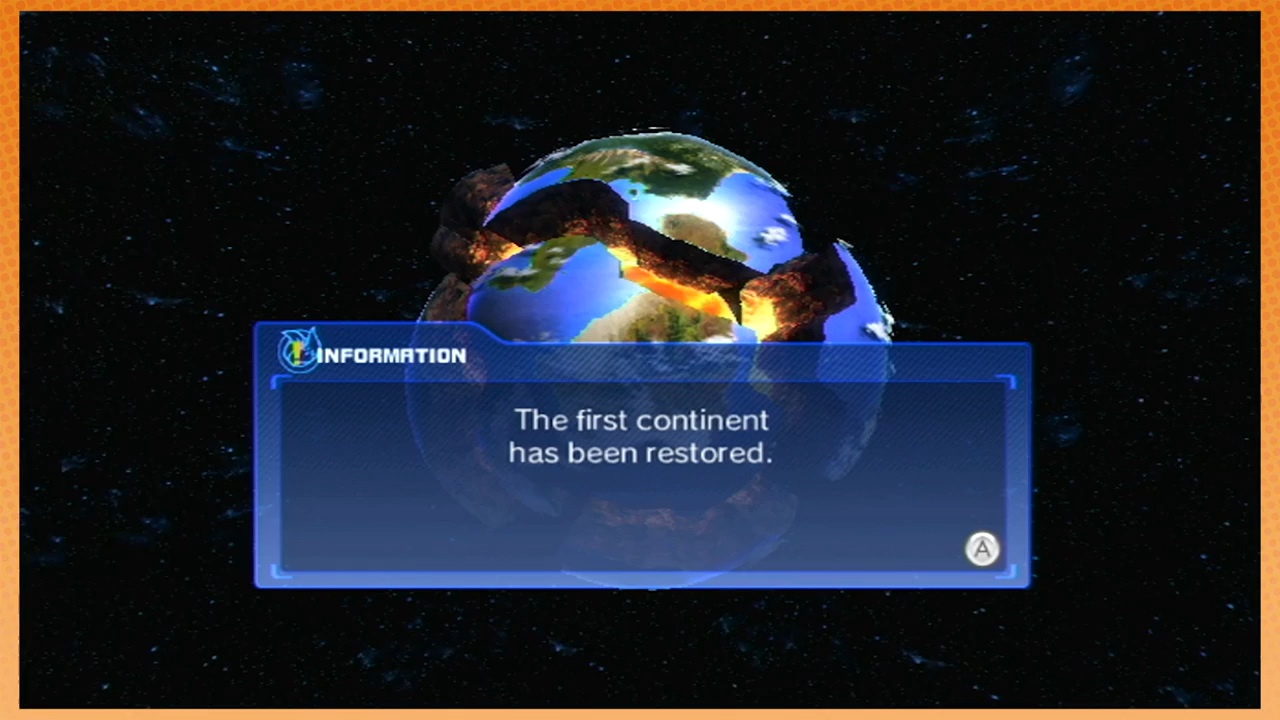 INFORMATION
The first continent
has been restored.
A